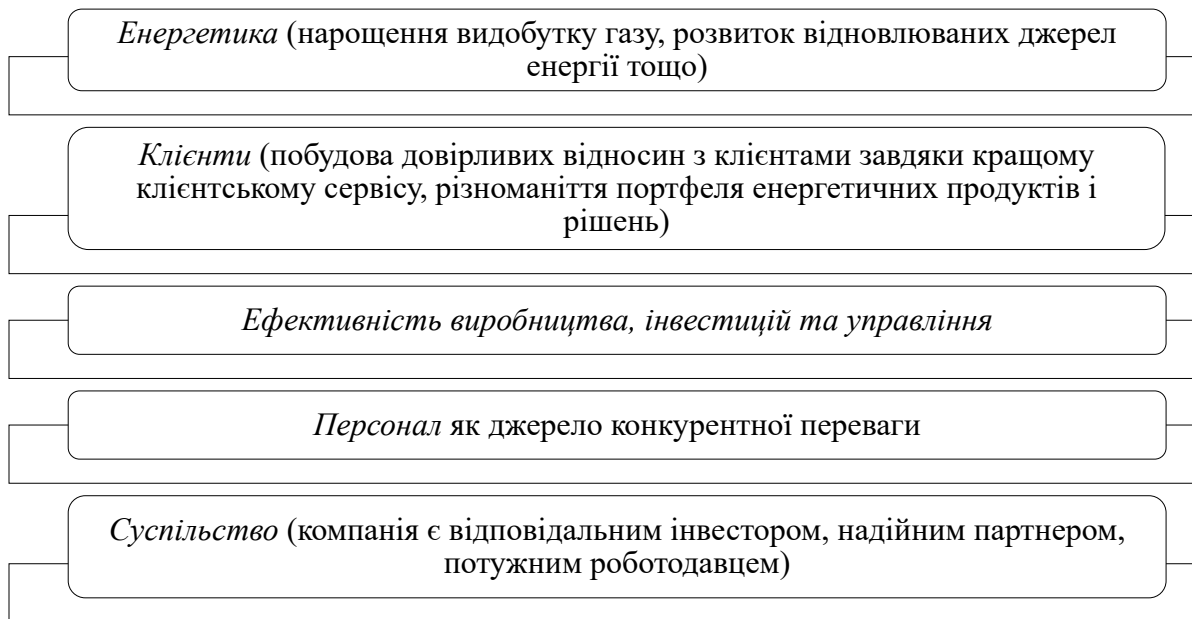 Енергетика (нарощення видобутку газу, розвиток відновлюваних джерел
енергії тощо)
Клієнти (побудова довірливих відносин з клієнтами завдяки кращому
клієнтському сервісу, різноманіття портфеля енергетичних продуктів і
рішень)
Ефективність виробництва, інвестицій та управління
Персонал як джерело конкурентної переваги
Суспільство (компанія є відповідальним інвестором, надійним партнером,
потужним роботодавцем)